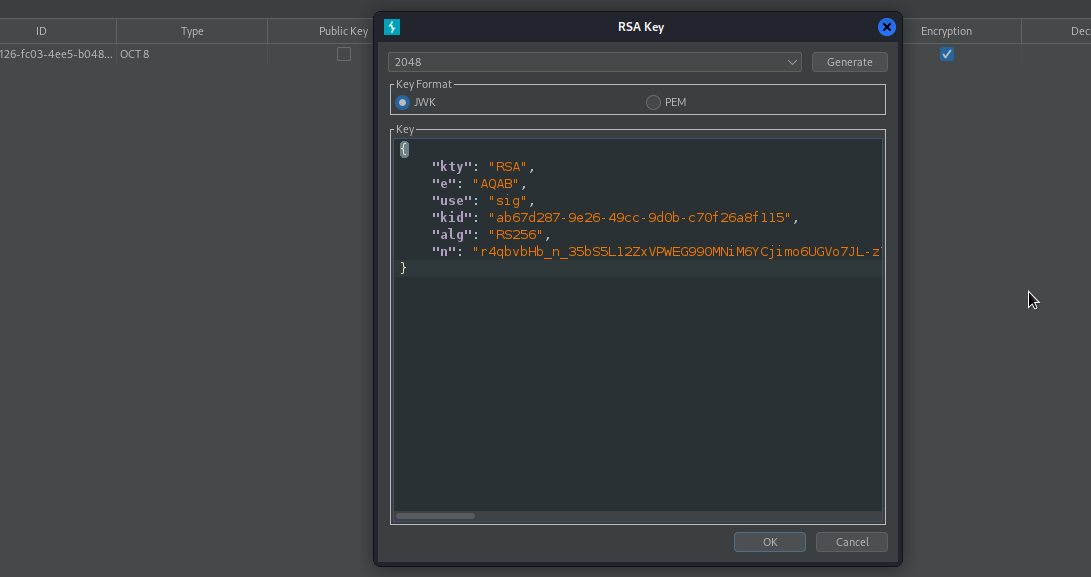 RSA Key
ID Type Public Key Encryption Dec
126-fc03-4ee5-b048... OCT 8
2048 Generate
Key Format
JWK PEM
Key
{
"kty": "RSA",
"e": "AQAB",
"use": "sig",
"kid": "ab67d287-9e26-49cc-9d0b-c70f26a8f115",
"alg": "RS256",
"n": "r4qbvbHb_n_35bS5L12ZxVPWEG990MNiM6YCjimo6UGVo7JL-z
}
OK Cancel